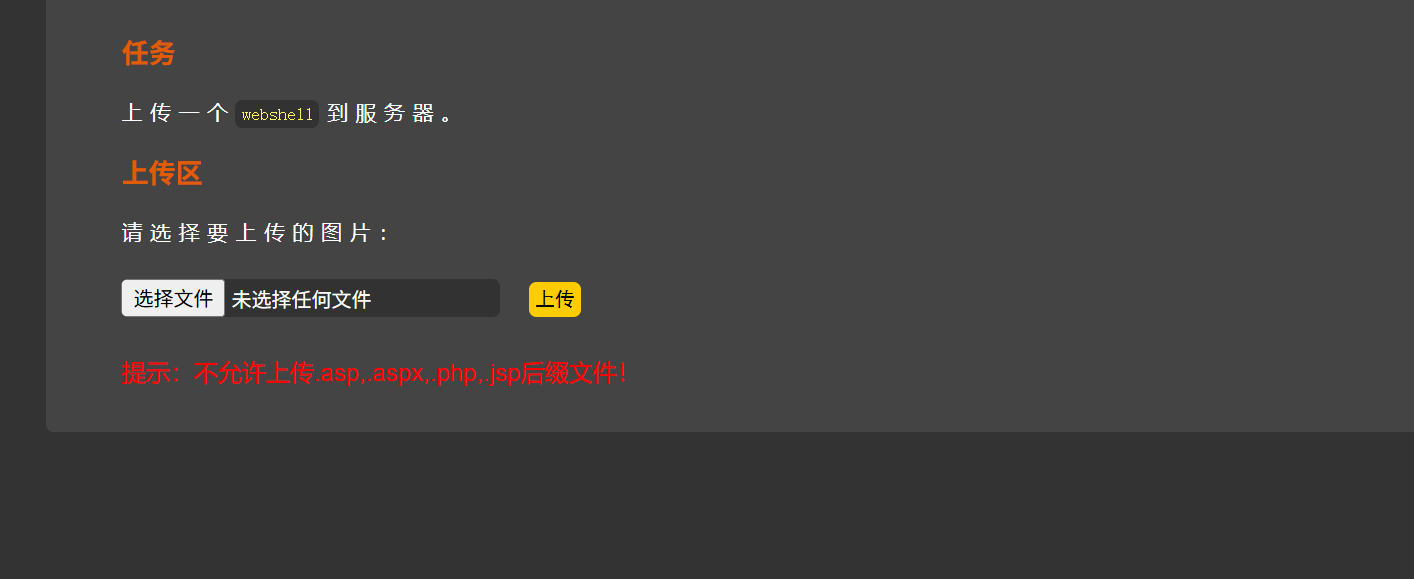 任务
上传一个 webshell 到服务器。
上传区
请选择要上传的图片：
选择文件 未选择任何文件 上传
提示：不允许上传.asp,.aspx,.php,.jsp后缀文件！